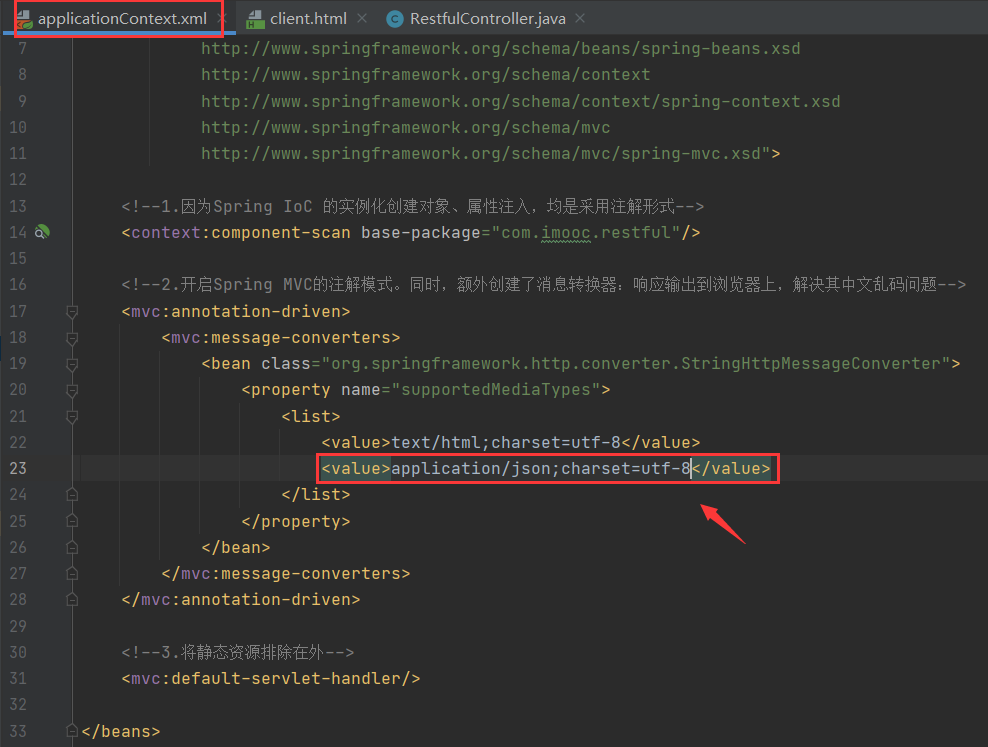 applicationContext.xml client.html RestfulController.java
7 http://www.springframework.org/schema/beans/spring-beans.xsd
8 http://www.springframework.org/schema/context
9 http://www.springframework.org/schema/context/spring-context.xsd
10 http://www.springframework.org/schema/mvc
11 http://www.springframework.org/schema/mvc/spring-mvc.xsd">
12
13 <!--1.因为Spring IoC 的实例化创建对象、属性注入，均是采用注解形式-->
14 <context:component-scan base-package="com.imooc.restful"/>
15
16 <!--2.开启Spring MVC的注解模式。同时，额外创建了消息转换器：响应输出到浏览器上，解决其中文乱码问题-->
17 <mvc:annotation-driven>
18 <mvc:message-converters>
19 <bean class="org.springframework.http.converter.StringHttpMessageConverter">
20 <property name="supportedMediaTypes">
21 <list>
22 <value>text/html;charset=utf-8</value>
23 <value>application/json;charset=utf-8</value>
24 </list>
25 </property>
26 </bean>
27 </mvc:message-converters>
28 </mvc:annotation-driven>
29
30 <!--3.将静态资源排除在外-->
31 <mvc:default-servlet-handler/>
32
33 </beans>